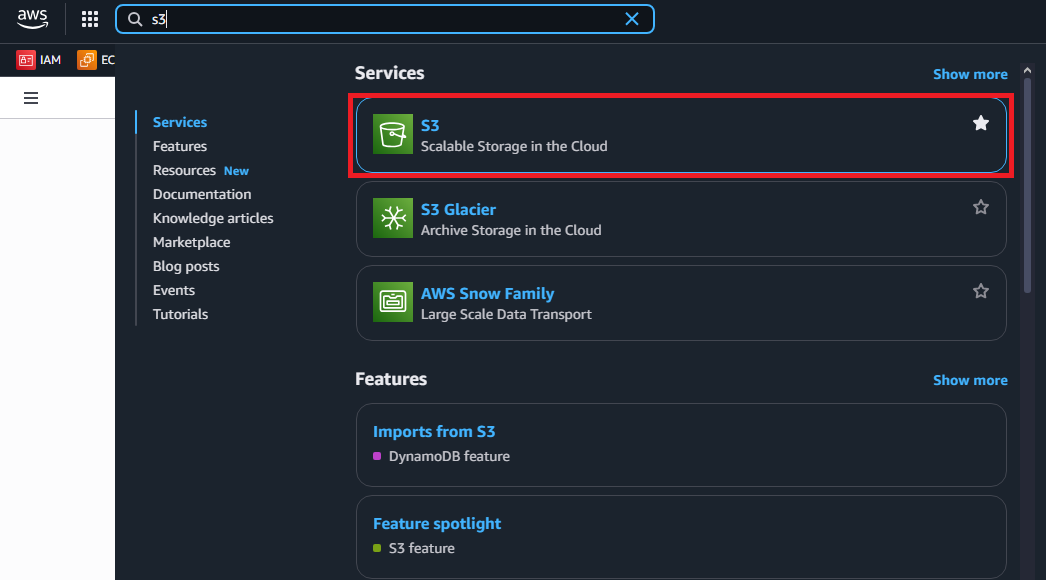 aws
s3
IAM
EC
Services
Show more
Services
Features
Resources New
Documentation
Knowledge articles
Marketplace
Blog posts
Events
Tutorials
S3
Scalable Storage in the Cloud
S3 Glacier
Archive Storage in the Cloud
AWS Snow Family
Large Scale Data Transport
Features
Show more
Imports from S3
DynamoDB feature
Feature spotlight
S3 feature